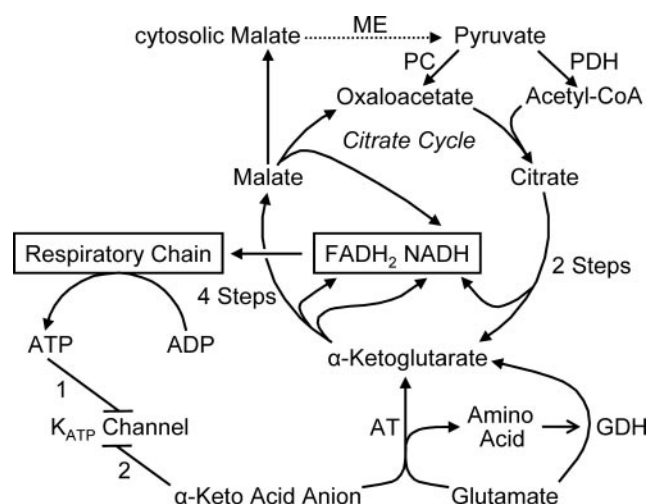 ME
cytosolic Malate Pyruvate
PC PDH
Oxaloacetate Acetyl-CoA
Citrate Cycle
Malate Citrate
Respiratory Chain FADH₂ NADH 2 Steps
4 Steps
ATP ADP
α-Ketoglutarate
1
K_ATP Channel AT Amino Acid GDH
2
α-Keto Acid Anion Glutamate